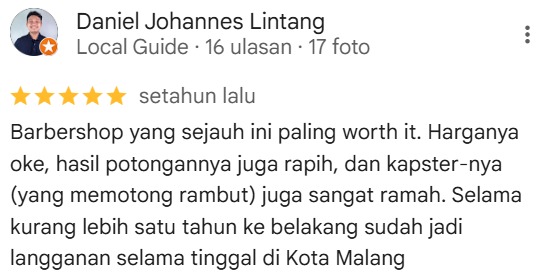 Daniel Johannes Lintang
Local Guide · 16 ulasan · 17 foto
setahun lalu
Barbershop yang sejauh ini paling worth it. Harganya
oke, hasil potongannya juga rapih, dan kapster-nya
(yang memotong rambut) juga sangat ramah. Selama
kurang lebih satu tahun ke belakang sudah jadi
langganan selama tinggal di Kota Malang